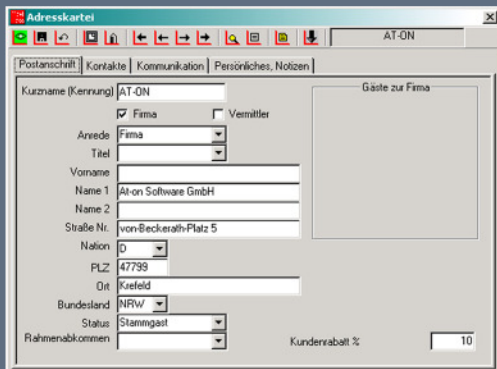 Adresskartei
AT-ON
Postanschrift Kontakte Kommunikation Persönliches, Notizen
Kurzname (Kennung) AT-ON
Gäste zur Firma
Firma Vermittler
Anrede Firma
Titel
Vorname
Name 1 At-on Software GmbH
Name 2
Straße Nr. von-Beckerath-Platz 5
Nation D
PLZ 47799
Ort Krefeld
Bundesland NRW
Status Stammgast
Rahmenabkommen
Kundenrabatt % 10